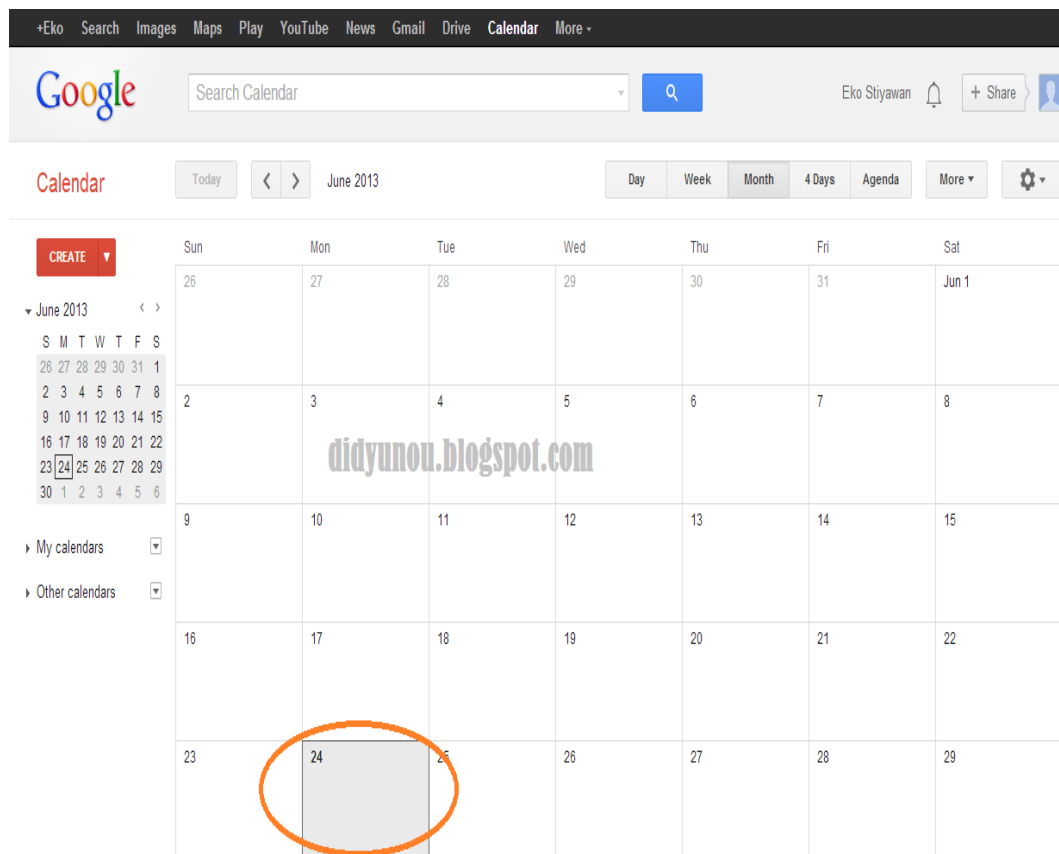 +Eko Search Images Maps Play YouTube News Gmail Drive Calendar More
Google
Search Calendar
Eko Stiyawan
+ Share
Calendar
Today
June 2013
Day Week Month 4 Days Agenda
More
CREATE
Sun Mon Tue Wed Thu Fri Sat
June 2013
S M T W T F S
26 27 28 29 30 31 1
2 3 4 5 6 7 8
9 10 11 12 13 14 15
16 17 18 19 20 21 22
23 24 25 26 27 28 29
30 1 2 3 4 5 6
My calendars
Other calendars
26 27 28 29 30 31 Jun 1
2 3 4 5 6 7 8
didyunou.blogspot.com
9 10 11 12 13 14 15
16 17 18 19 20 21 22
23 24 25 26 27 28 29